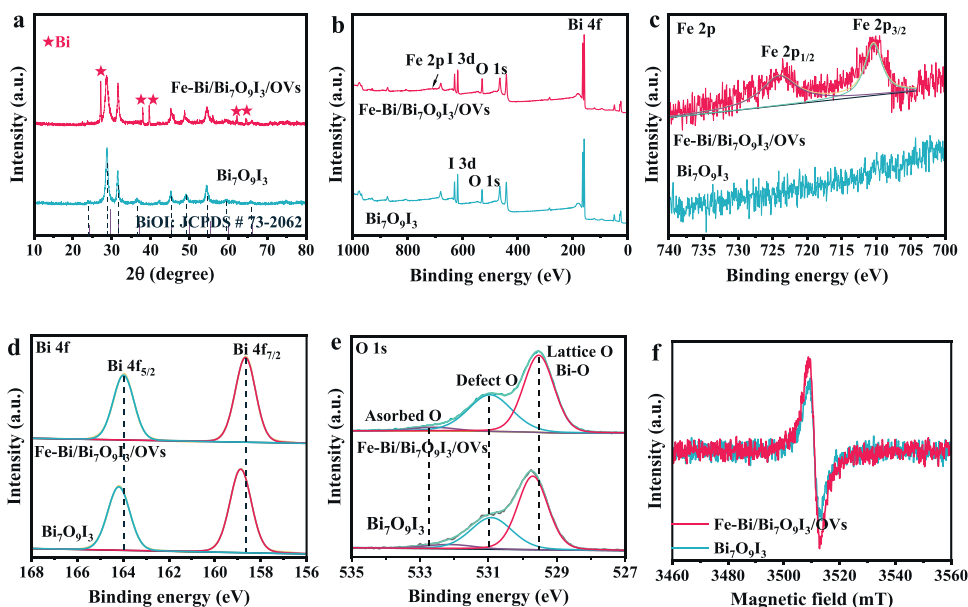 a
★Bi
Fe-Bi/Bi₇O₉I₃/OVs
Bi₇O₉I₃
BiOI: JCPDS # 73-2062
Intensity (a.u.)
10 20 30 40 50 60 70 80
2θ (degree)
b
Bi 4f
Fe 2p
I 3d
O 1s
Fe-Bi/Bi₇O₉I₃/OVs
I 3d
O 1s
Bi₇O₉I₃
Intensity (a.u.)
1000 800 600 400 200 0
Binding energy (eV)
c
Fe 2p
Fe 2p₃/₂
Fe 2p₁/₂
Fe-Bi/Bi₇O₉I₃/OVs
Bi₇O₉I₃
Intensity (a.u.)
740 735 730 725 720 715 710 705 700
Binding energy (eV)
d
Bi 4f
Bi 4f₅/₂
Bi 4f₇/₂
Fe-Bi/Bi₇O₉I₃/OVs
Bi₇O₉I₃
Intensity (a.u.)
168 166 164 162 160 158 156
Binding energy (eV)
e
O 1s
Lattice O
Bi-O
Defect O
Asorbed O
Fe-Bi/Bi₇O₉I₃/OVs
Bi₇O₉I₃
Intensity (a.u.)
535 533 531 529 527
Binding energy (eV)
f
Fe-Bi/Bi₇O₉I₃/OVs
Bi₇O₉I₃
Intensity (a.u.)
3460 3480 3500 3520 3540 3560
Magnetic field (mT)